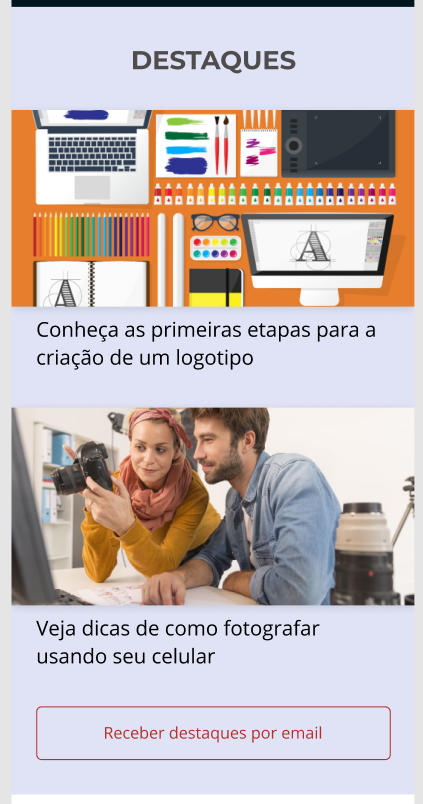 DESTAQUES
Conheça as primeiras etapas para a
criação de um logotipo
Veja dicas de como fotografar
usando seu celular
Receber destaques por email